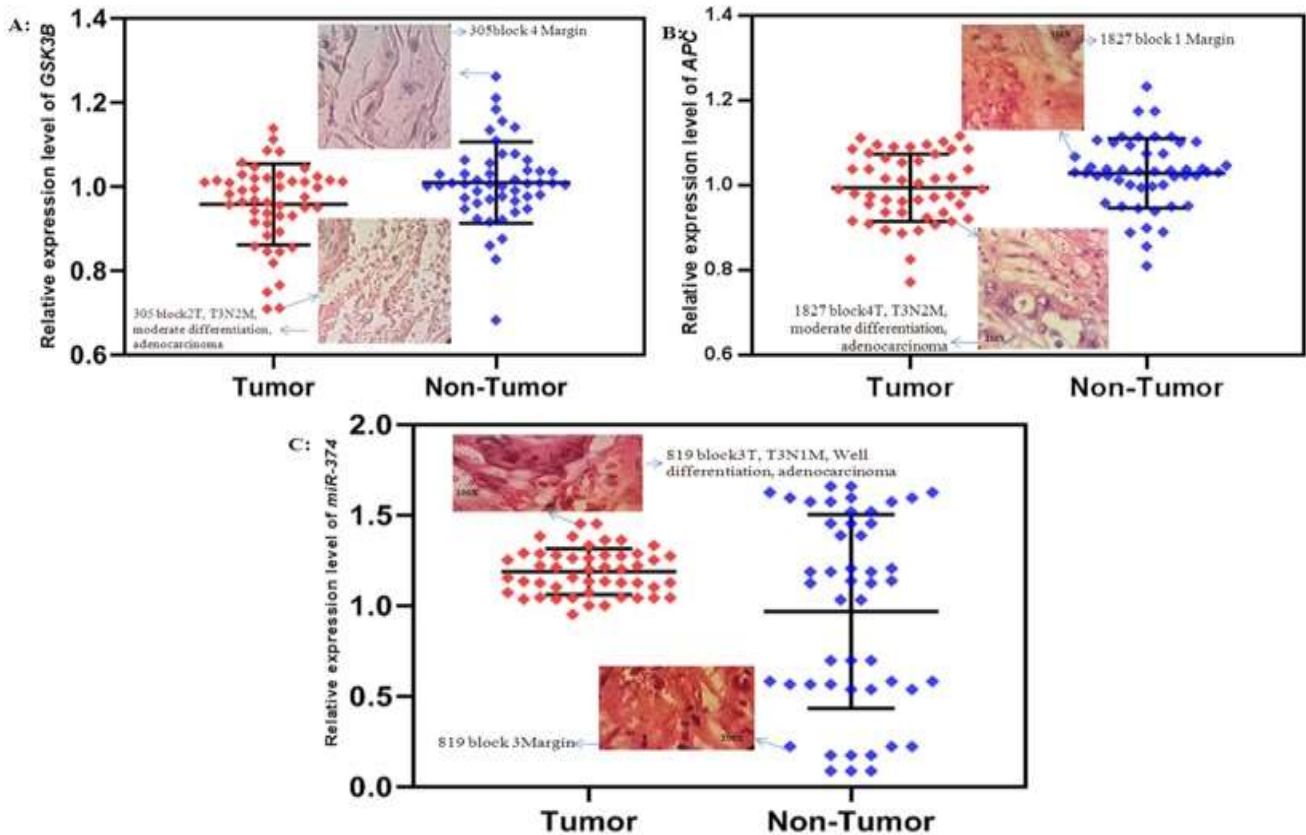 A:
Relative expression level of GSK3B
1.4
1.2
1.0
0.8
0.6
305block 4 Margin
305 block2T, T3N2M,
moderate differentiation,
adenocarcinoma
Tumor
Non-Tumor
B:
Relative expression level of APC
1.4
1.2
1.0
0.8
0.6
1827 block 1 Margin
1827 block4T, T3N2M,
moderate differentiation,
adenocarcinoma
Tumor
Non-Tumor
C:
Relative expression level of miR-374
2.0
1.5
1.0
0.5
0.0
819 block3T, T3N1M, Well
differentiation, adenocarcinoma
100X
819 block 3Margin
Tumor
Non-Tumor